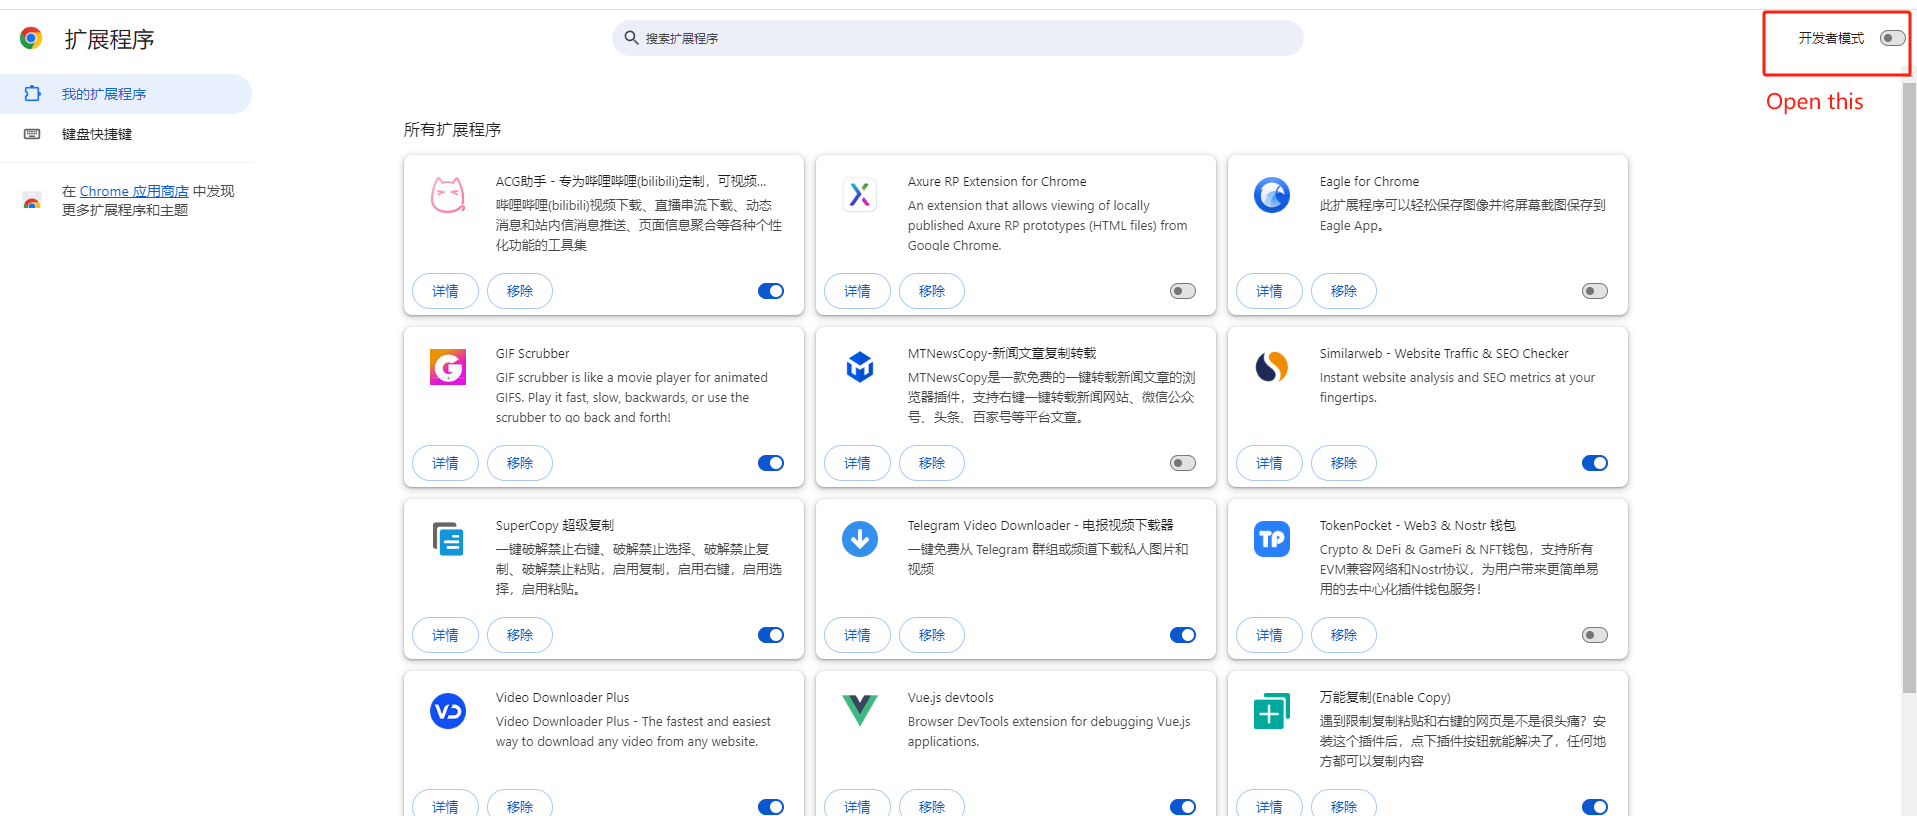 扩展程序
搜索扩展程序
开发者模式
Open this
我的扩展程序
键盘快捷键
在 Chrome 应用商店 中发现
更多扩展程序和主题
所有扩展程序
ACG助手 - 专为哔哩哔哩(bilibili)定制，可视频...
哔哩哔哩(bilibili)视频下载、直播串流下载、动态
消息和站内信消息推送、页面信息聚合等各种个性
化功能的工具集
详情
移除
Axure RP Extension for Chrome
An extension that allows viewing of locally
published Axure RP prototypes (HTML files) from
Google Chrome.
详情
移除
Eagle for Chrome
此扩展程序可以轻松保存图像并将屏幕截图保存到
Eagle App。
详情
移除
G
GIF Scrubber
GIF scrubber is like a movie player for animated
GIFS. Play it fast, slow, backwards, or use the
scrubber to go back and forth!
详情
移除
MTNewsCopy-新闻文章复制转载
MTNewsCopy是一款免费的一键转载新闻文章的浏
览器插件，支持右键一键转载新闻网站、微信公众
号、头条、百家号等平台文章。
详情
移除
Similarweb - Website Traffic & SEO Checker
Instant website analysis and SEO metrics at your
fingertips.
详情
移除
SuperCopy 超级复制
一键破解禁止右键、破解禁止选择、破解禁止复
制、破解禁止粘贴，启用复制，启用右键，启用选
择，启用粘贴。
详情
移除
Telegram Video Downloader - 电报视频下载器
一键免费从 Telegram 群组或频道下载私人图片和
视频
详情
移除
TP
TokenPocket - Web3 & Nostr 钱包
Crypto & DeFi & GameFi & NFT钱包，支持所有
EVM兼容网络和Nostr协议，为用户带来更简单易
用的去中心化插件钱包服务！
详情
移除
VD
Video Downloader Plus
Video Downloader Plus - The fastest and easiest
way to download any video from any website.
详情
移除
Vue.js devtools
Browser DevTools extension for debugging Vue.js
applications.
详情
移除
万能复制(Enable Copy)
遇到限制复制粘贴和右键的网页是不是很头痛？安
装这个插件后，点下插件按钮就能解决了，任何地
方都可以复制内容
详情
移除